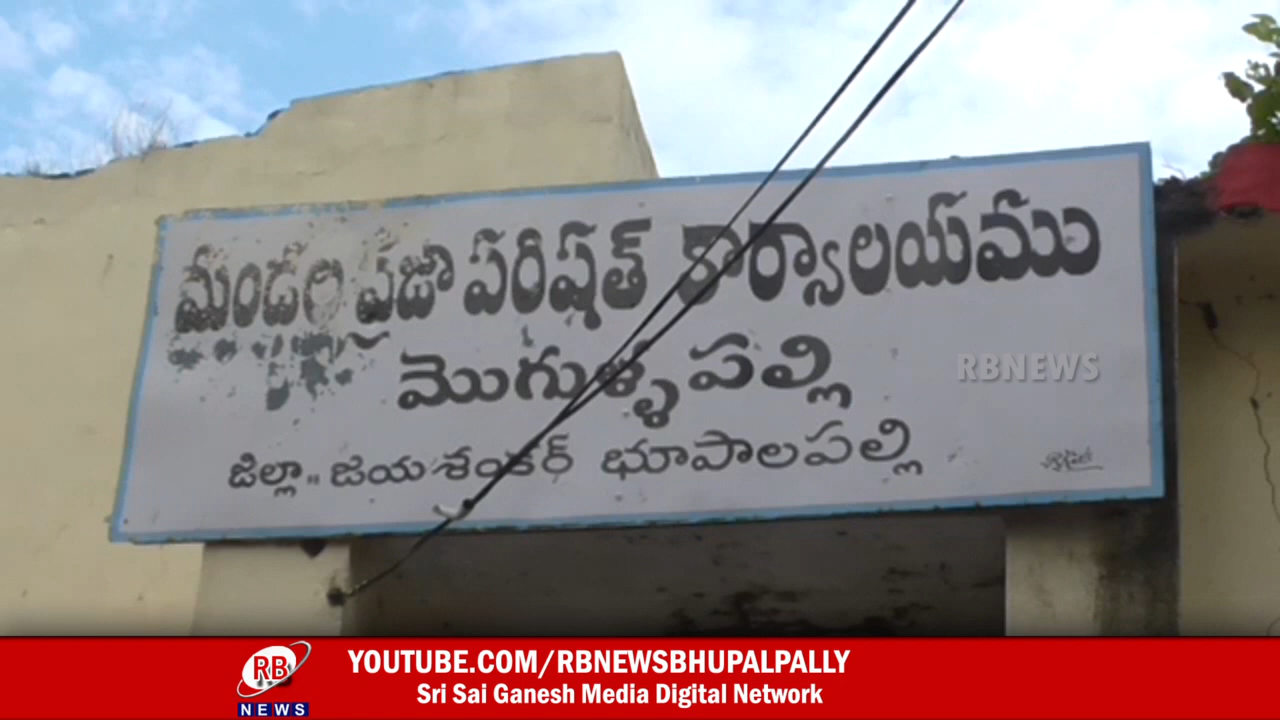 మండల ప్రజా పరిషత్ కార్యాలయము
మొగుళ్ళపల్లి
జిల్లా.. జయశంకర్ భూపాలపల్లి
RBNEWS
RB NEWS
YOUTUBE.COM/RBNEWSBHUPALPALLY
Sri Sai Ganesh Media Digital Network